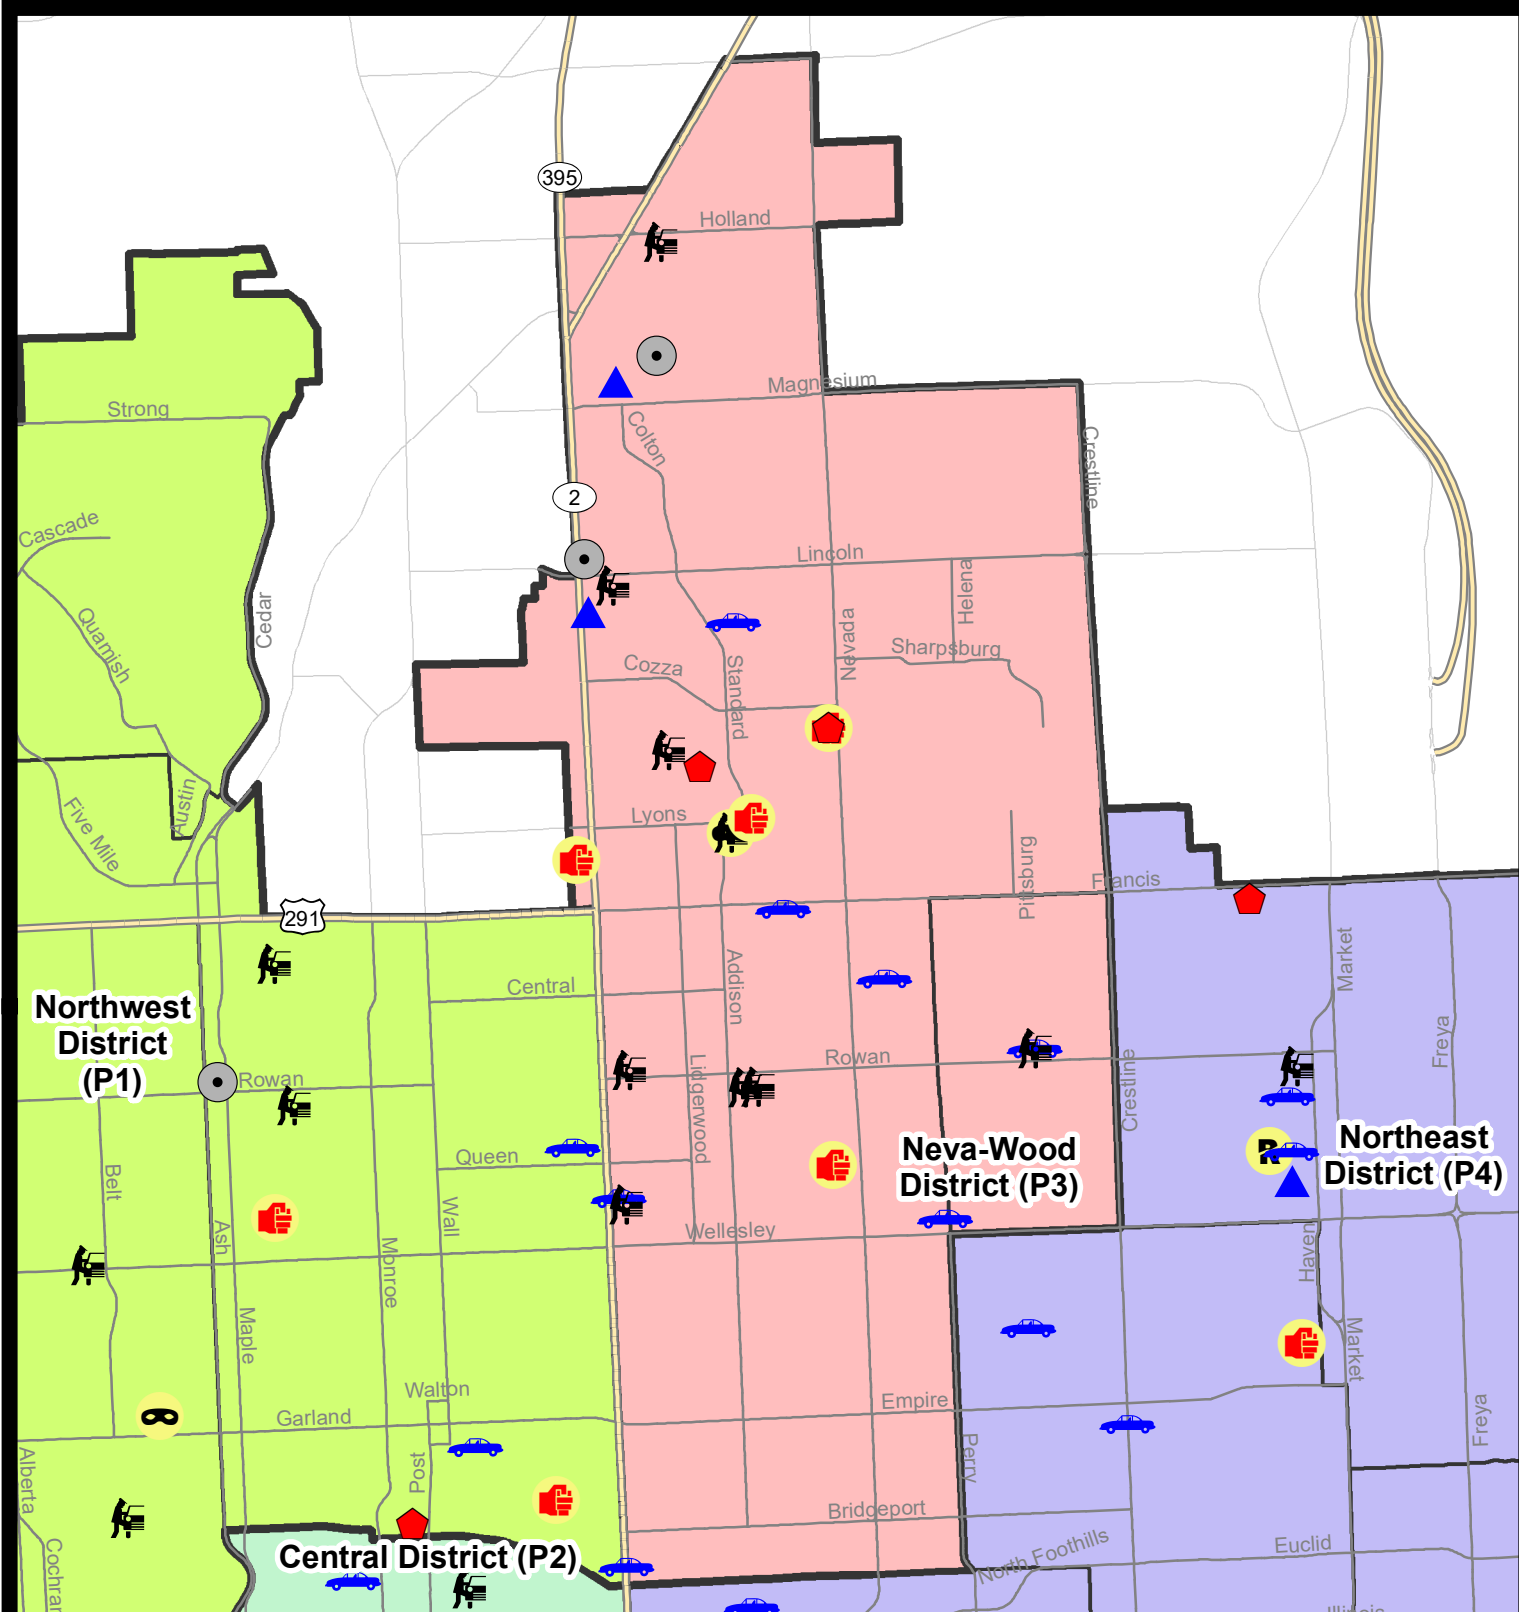 395
Holland
Magnesium
Strong
Colton
Crestline
2
Cascade
Lincoln
Helena
Cedar
Quamish
Nevada
Sharpsburg
Cozza
Standard
Austin
Five Mile
Lyons
Pittsburg
Francis
291
Market
Central
Addison
Freya
Northwest
District
(P1)
Rowan
Rowan
Lidgerwood
Crestline
Neva-Wood
District (P3)
Northeast
District (P4)
Queen
Belt
Wall
Ash
Monroe
Wellesley
Haven
Maple
Market
Walton
Garland
Empire
Freya
Perry
Post
Alberta
Bridgeport
Cochran
North Foothills
Euclid
Central District (P2)